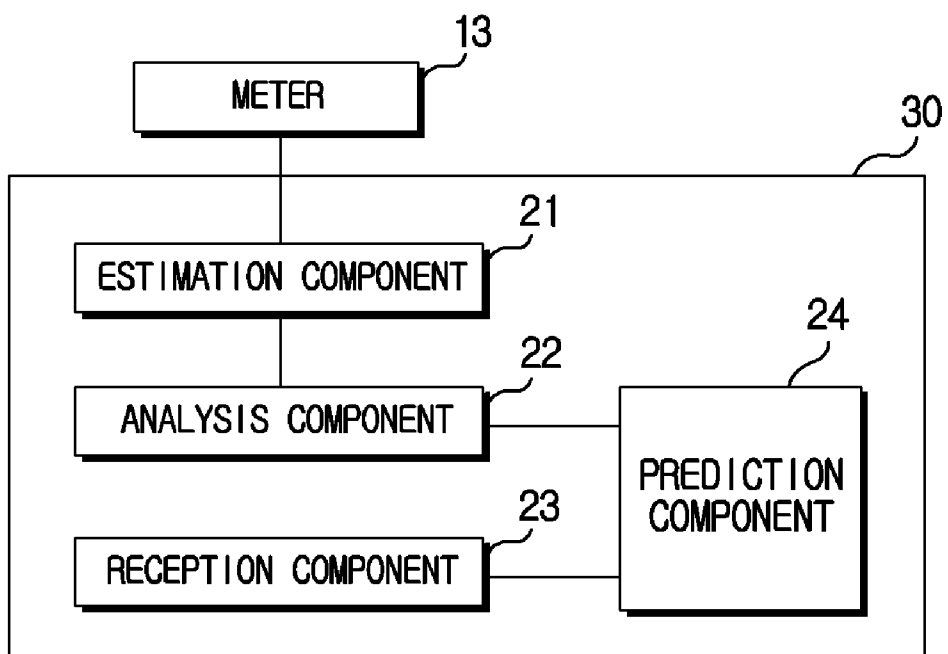 13
METER
30
21
ESTIMATION COMPONENT
24
22
ANALYSIS COMPONENT
PREDICTION
COMPONENT
23
RECEPTION COMPONENT